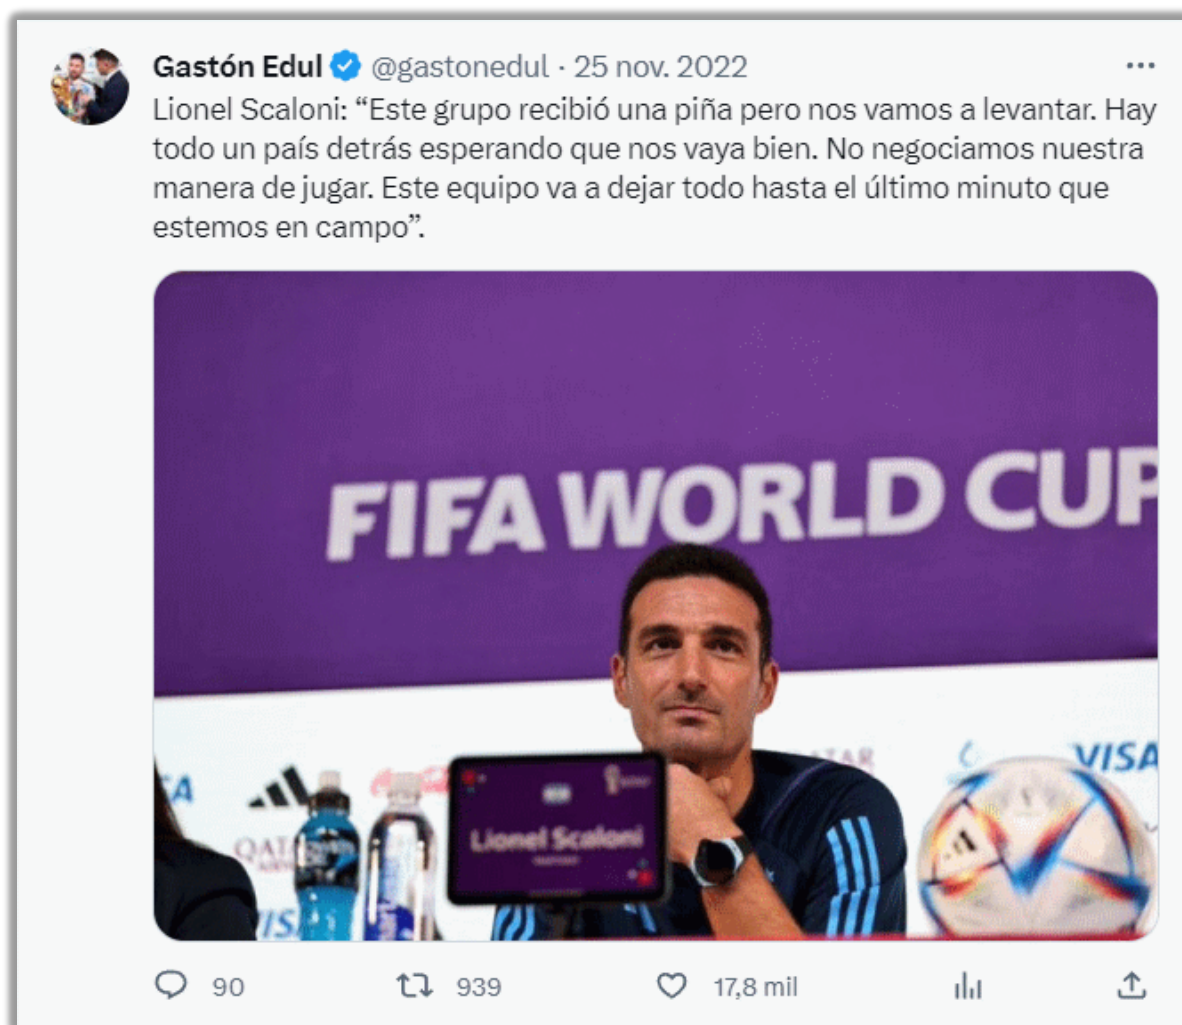 Gastón Edul @gastonedul · 25 nov. 2022
Lionel Scaloni: “Este grupo recibió una piña pero nos vamos a levantar. Hay
todo un país detrás esperando que nos vaya bien. No negociamos nuestra
manera de jugar. Este equipo va a dejar todo hasta el último minuto que
estemos en campo”.
FIFA WORLD CUP
VISA
Lionel Scaloni
90 939 17,8 mil